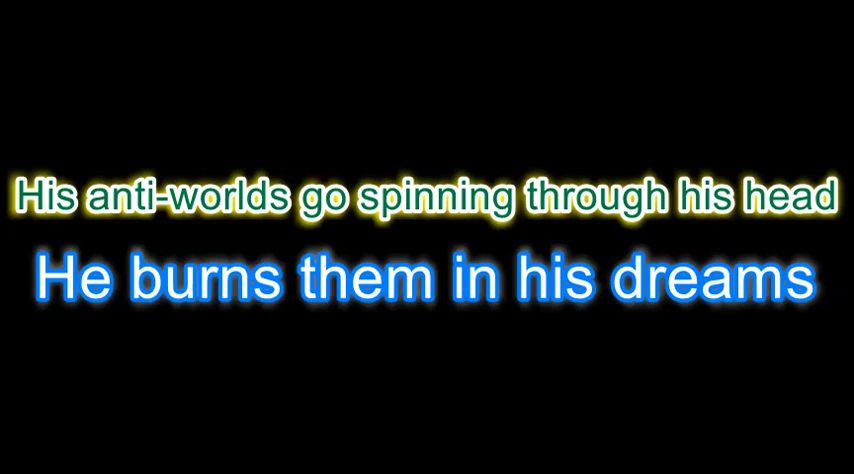 His anti-worlds go spinning through his head
He burns them in his dreams